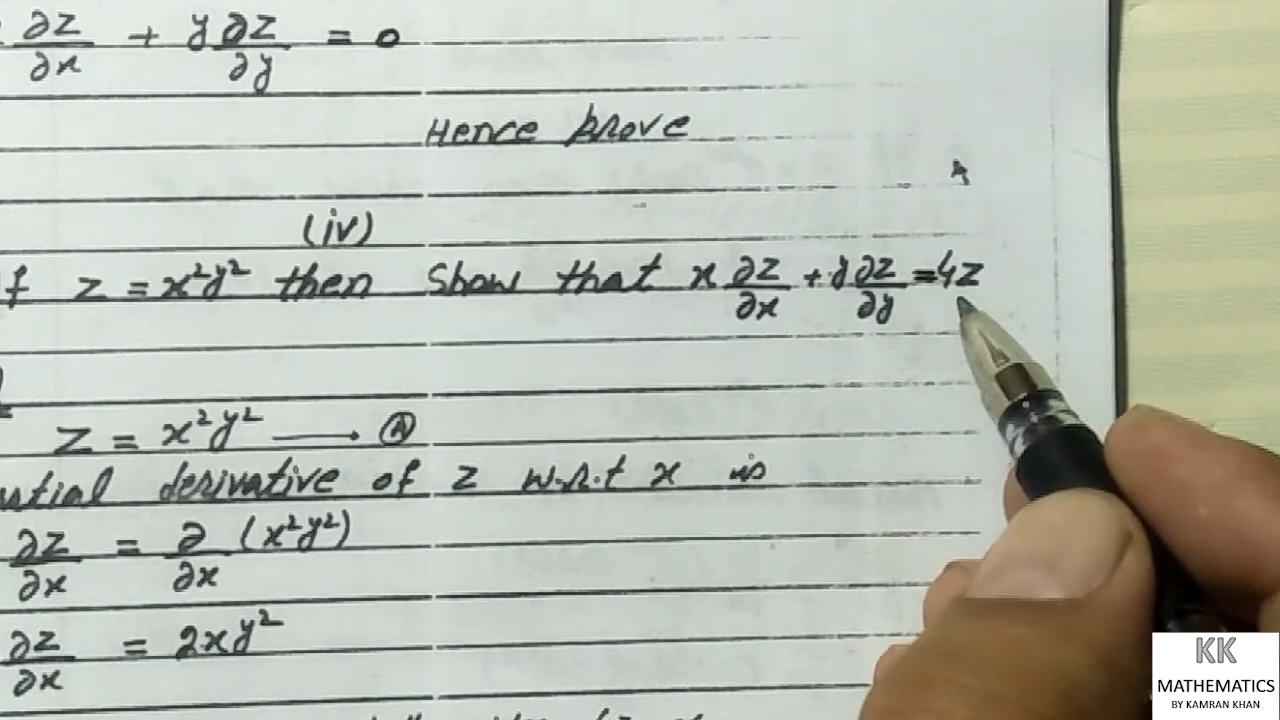 ∂z/∂x + y ∂z/∂y = 0
Hence prove
(iv)
f z = x²y² then Show that x ∂z/∂x + y ∂z/∂y = 4z
z = x²y² ⟶ Ⓐ
derivative of z w.r.t x is
∂z/∂x = ∂/∂x (x²y²)
∂z/∂x = 2xy²
KK
MATHEMATICS
BY KAMRAN KHAN